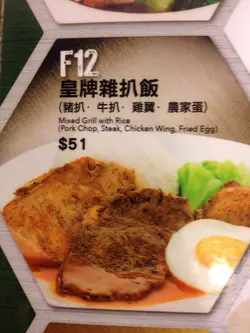 F12
皇牌雜扒飯
(豬扒‧牛扒‧雞翼‧農家蛋)
Mixed Grill with Rice
(Pork Chop, Steak, Chicken Wing, Fried Egg)
$51